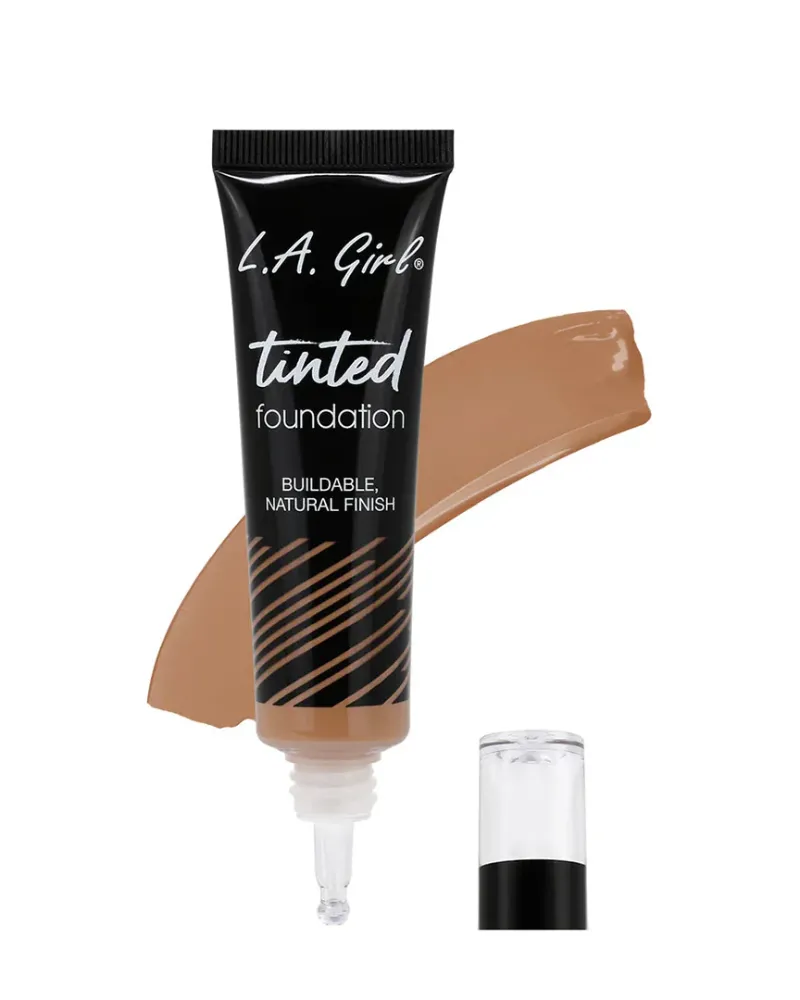 L.A. Girl®
tinted
foundation
BUILDABLE,
NATURAL FINISH